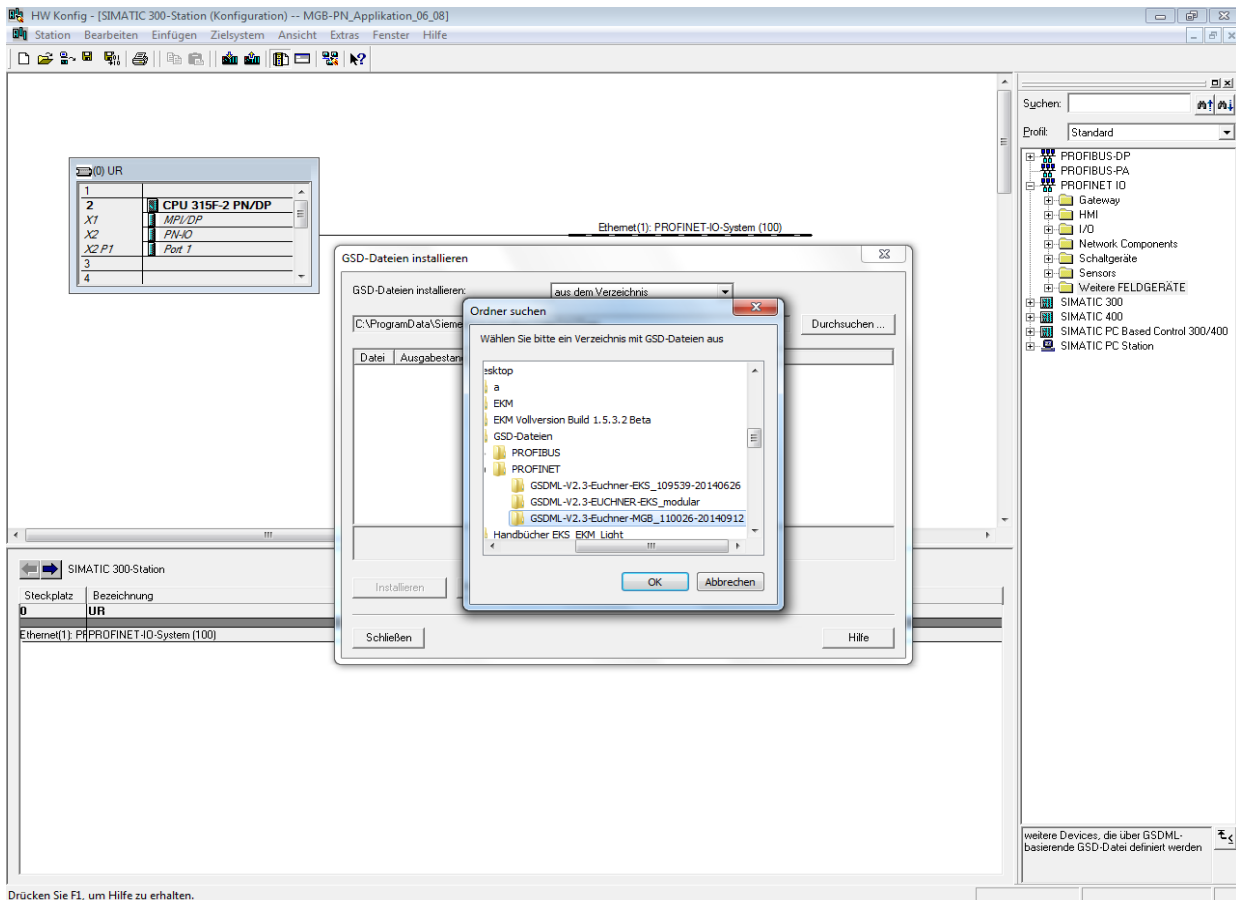 HW Konfig - [SIMATIC 300-Station (Konfiguration) -- MGB-PN_Applikation_06_08]
Station Bearbeiten Einfügen Zielsystem Ansicht Extras Fenster Hilfe
(0) UR
1
2 CPU 315F-2 PN/DP
X1 MPI/DP
X2 PN-IO
X2 P1 Port 1
3
4
Ethernet(1): PROFINET-IO-System (100)
GSD-Dateien installieren
GSD-Dateien installieren: aus dem Verzeichnis
C:\ProgramData\Sieme
Durchsuchen ...
Datei Ausgabestan
Ordner suchen
Wählen Sie bitte ein Verzeichnis mit GSD-Dateien aus
esktop
a
EKM
EKM Vollversion Build 1.5.3.2 Beta
GSD-Dateien
PROFIBUS
PROFINET
GSDML-V2.3-Euchner-EKS_109539-20140626
GSDML-V2.3-EUCHNER-EKS_modular
GSDML-V2.3-Euchner-MGB_110026-20140912
Handbücher EKS EKM Light
OK Abbrechen
Installieren
Schließen Hilfe
Suchen:
Profil: Standard
PROFIBUS-DP
PROFIBUS-PA
PROFINET IO
Gateway
HMI
I/O
Network Components
Schaltgeräte
Sensors
Weitere FELDGERÄTE
SIMATIC 300
SIMATIC 400
SIMATIC PC Based Control 300/400
SIMATIC PC Station
SIMATIC 300-Station
Steckplatz Bezeichnung
0 UR
Ethernet(1): PF PROFINET-IO-System (100)
weitere Devices, die über GSDML-
basierende GSD-Datei definiert werden
Drücken Sie F1, um Hilfe zu erhalten.